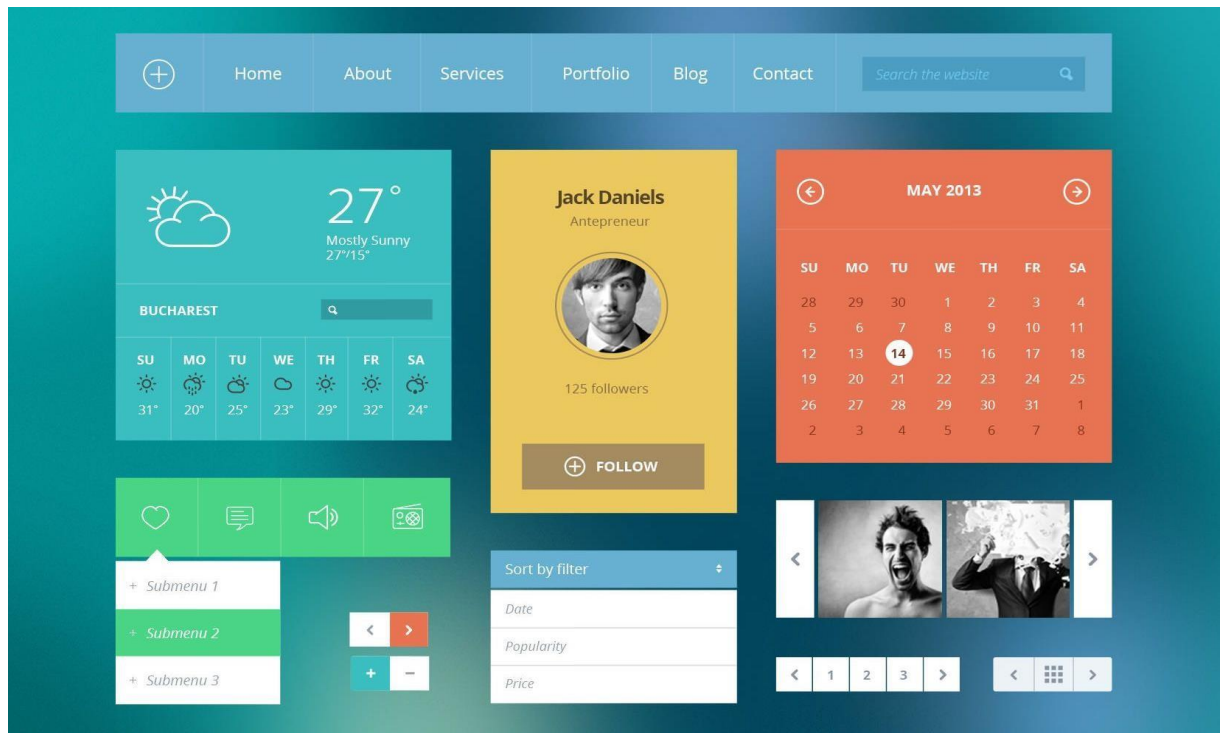 Home About Services Portfolio Blog Contact Search the website
27°
Mostly Sunny
27°/15°
BUCHAREST
SU MO TU WE TH FR SA
31° 20° 25° 23° 29° 32° 24°
Jack Daniels
Antepreneur
125 followers
FOLLOW
MAY 2013
SU MO TU WE TH FR SA
28 29 30 1 2 3 4
5 6 7 8 9 10 11
12 13 14 15 16 17 18
19 20 21 22 23 24 25
26 27 28 29 30 31 1
2 3 4 5 6 7 8
+ Submenu 1
+ Submenu 2
+ Submenu 3
Sort by filter
Date
Popularity
Price
1 2 3